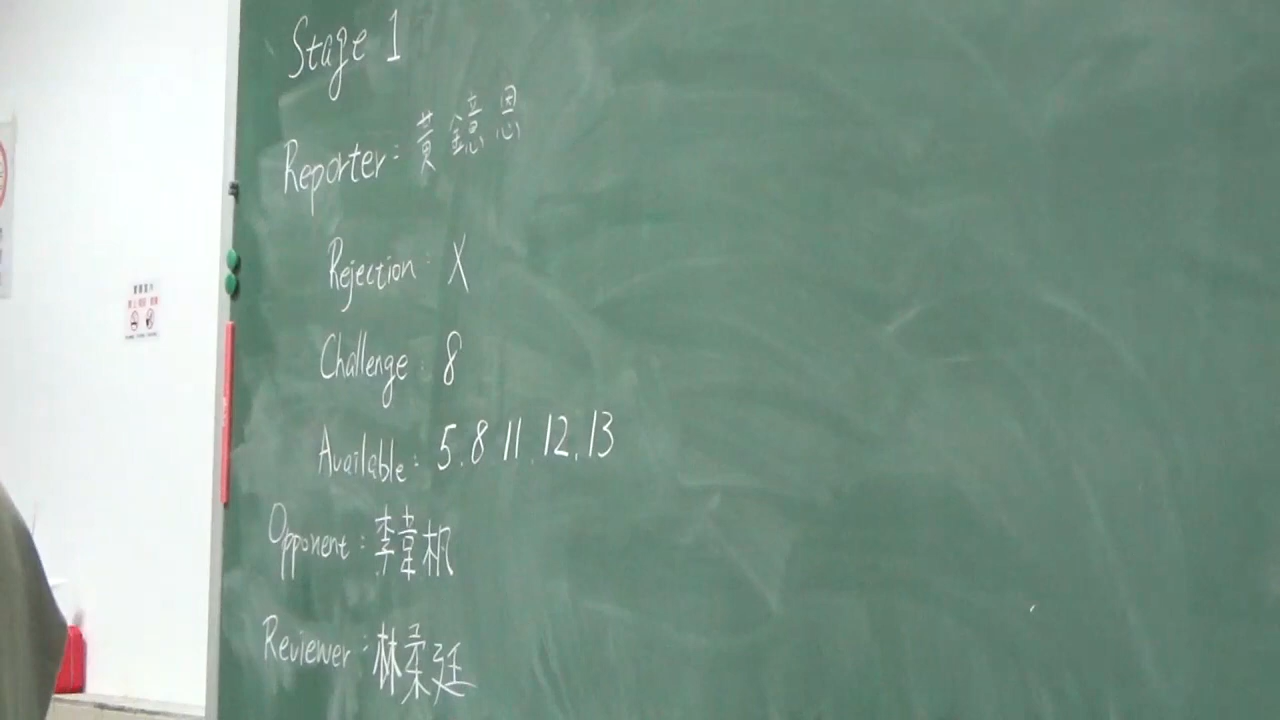 Stage 1
Reporter: 黃鐿恩
Rejection: X
Challenge: 8
Available: 5.8 11.12.13
Opponent: 李韋帆
Reviewer: 林柔廷